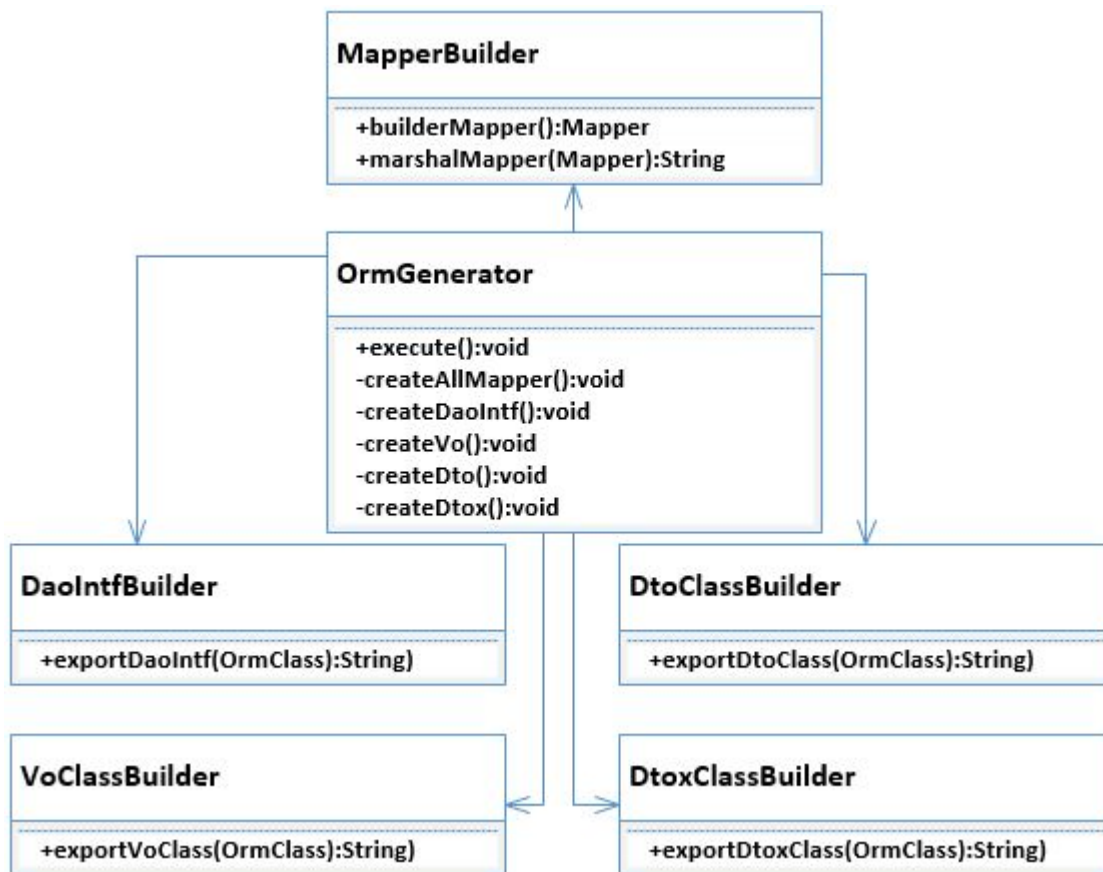 MapperBuilder
+builderMapper():Mapper
+marshalMapper(Mapper):String
OrmGenerator
+execute():void
-createAllMapper():void
-createDaoIntf():void
-createVo():void
-createDto():void
-createDtox():void
DaoIntfBuilder
+exportDaoIntf(OrmClass):String)
DtoClassBuilder
+exportDtoClass(OrmClass):String)
VoClassBuilder
+exportVoClass(OrmClass):String)
DtoxClassBuilder
+exportDtoxClass(OrmClass):String)